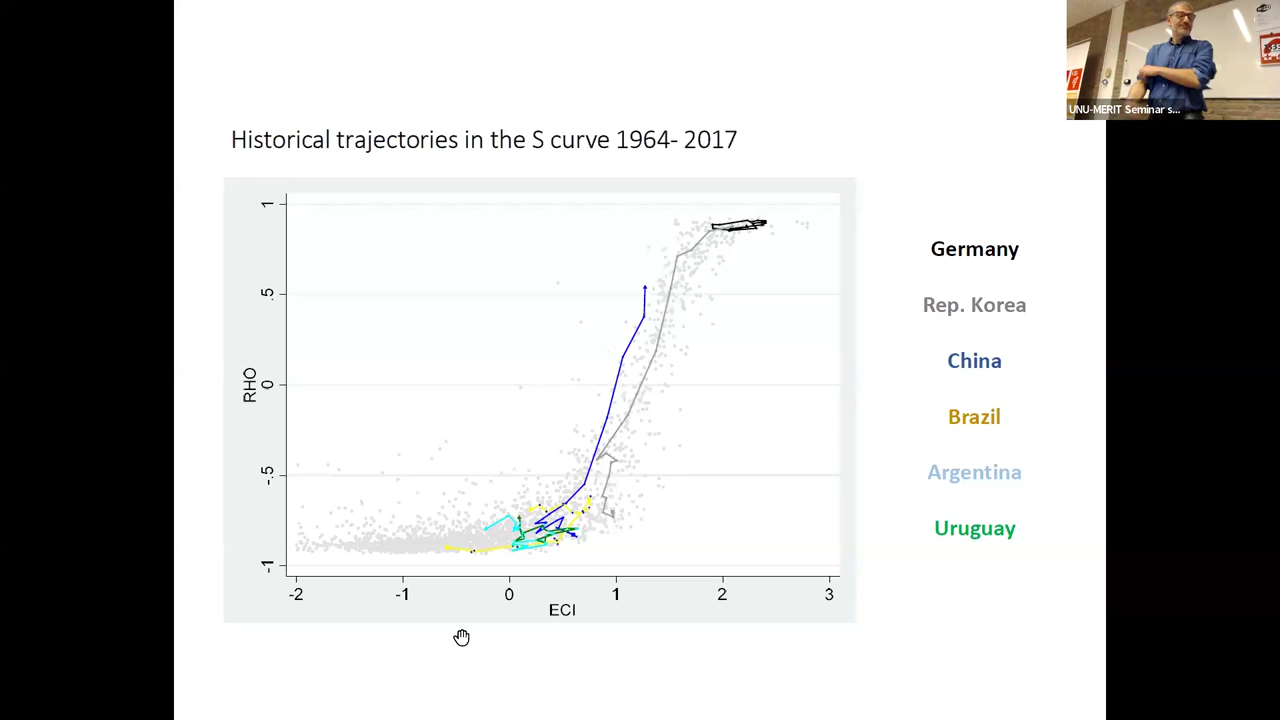 UNU-MERIT Seminar s...
Historical trajectories in the S curve 1964- 2017
1
.5
0
-.5
-1
RHO
-2
-1
0
1
2
3
ECI
Germany
Rep. Korea
China
Brazil
Argentina
Uruguay